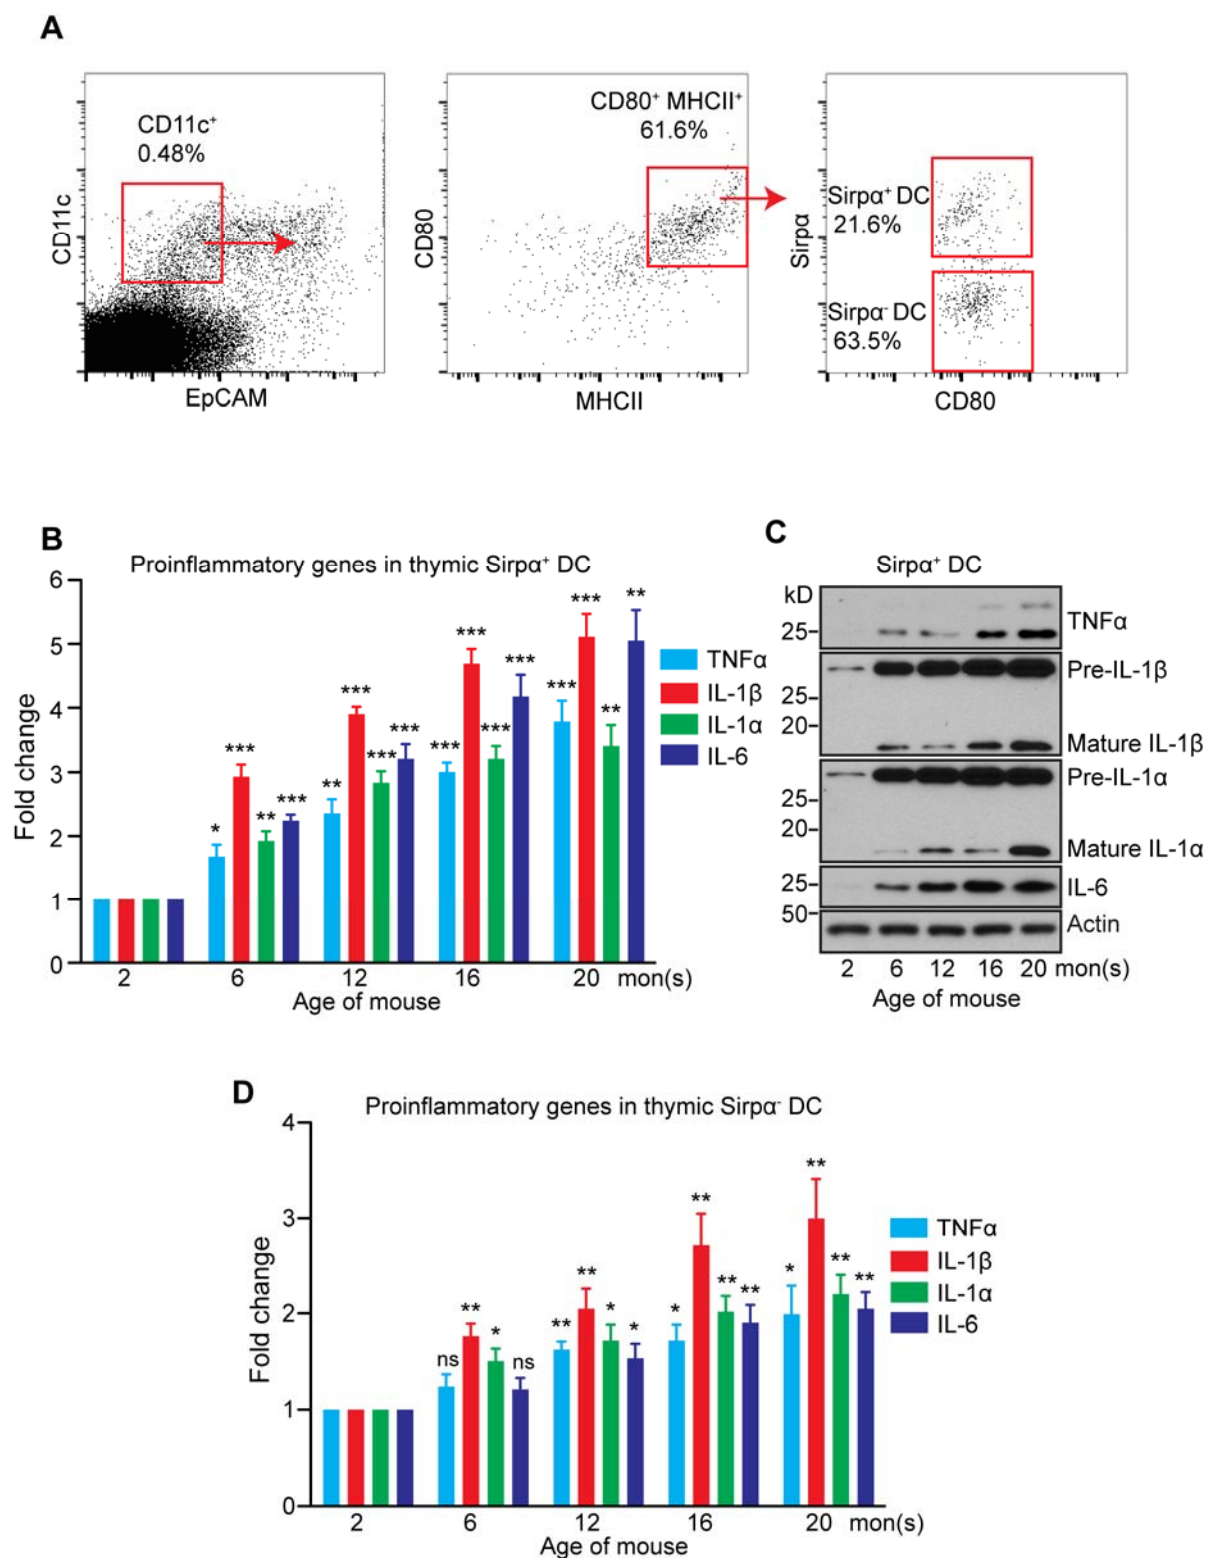 A
CD11c⁺
0.48%
CD11c
EpCAM
CD80⁺ MHCII⁺
61.6%
CD80
MHCII
Sirpα⁺ DC
21.6%
Sirpα⁻ DC
63.5%
Sirpα
CD80
B
Proinflammatory genes in thymic Sirpα⁺ DC
Fold change
6
5
4
3
2
1
0
* *** ** ***
** *** *** ***
*** *** *** ***
*** *** ** **
TNFα
IL-1β
IL-1α
IL-6
2 6 12 16 20 mon(s)
Age of mouse
C
Sirpα⁺ DC
kD
25
TNFα
Pre-IL-1β
25
20
Mature IL-1β
Pre-IL-1α
25
20
Mature IL-1α
25
IL-6
50
Actin
2 6 12 16 20 mon(s)
Age of mouse
D
Proinflammatory genes in thymic Sirpα⁻ DC
Fold change
4
3
2
1
0
ns ** * ns
** ** * *
* ** ** **
* ** ** **
TNFα
IL-1β
IL-1α
IL-6
2 6 12 16 20 mon(s)
Age of mouse